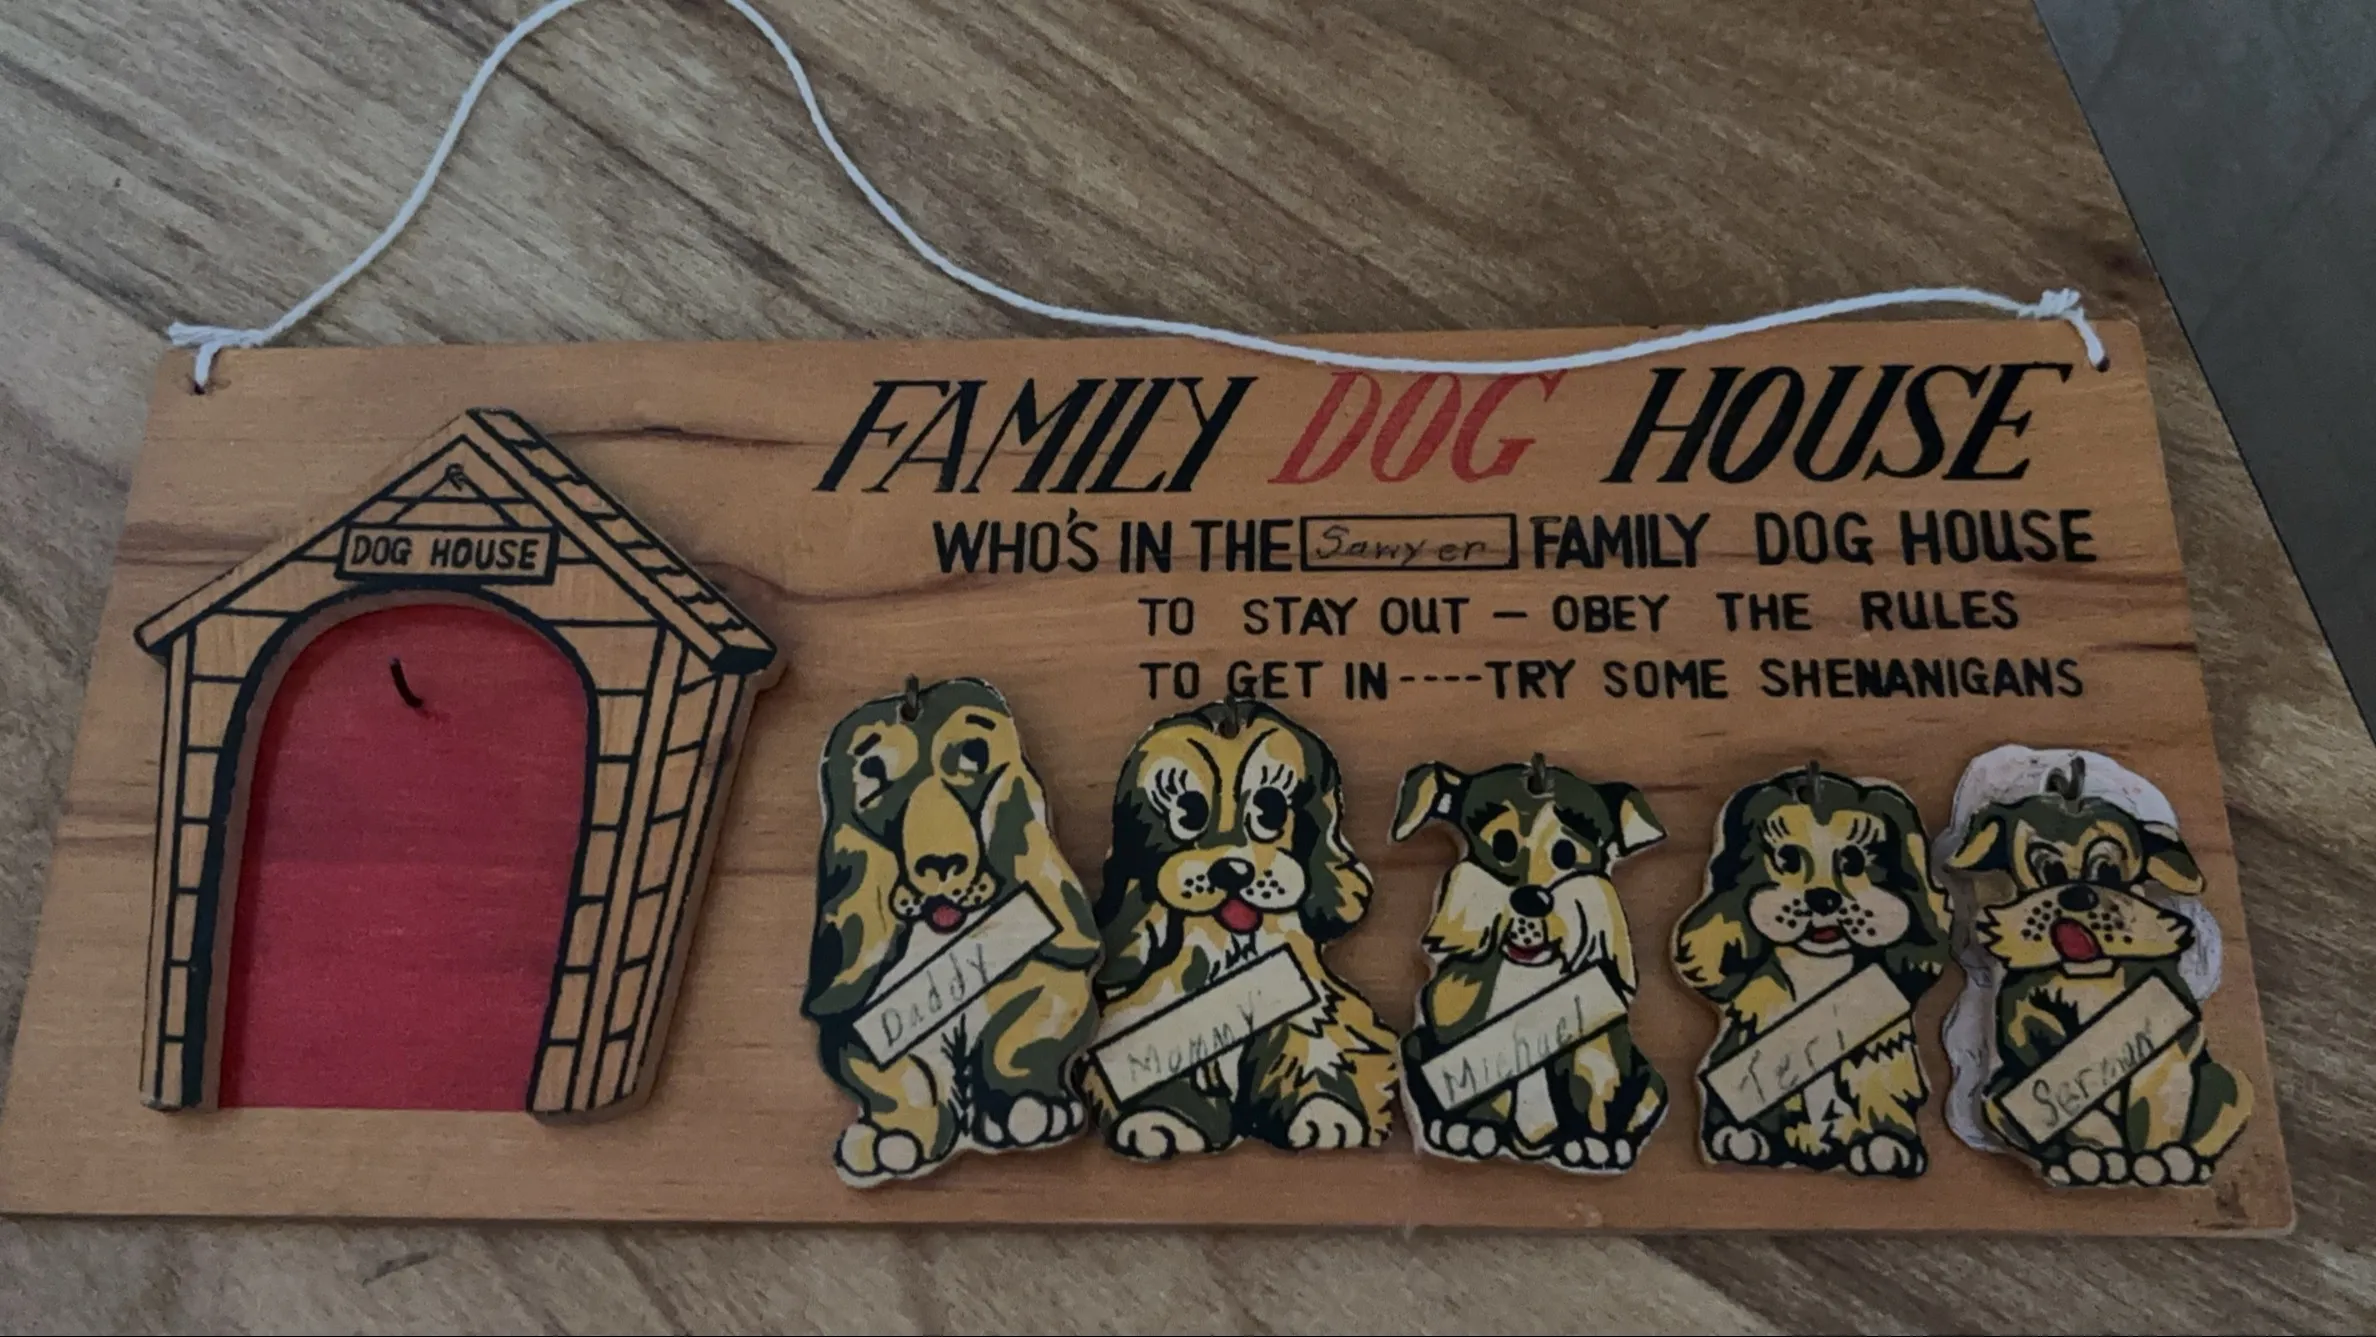 FAMILY DOG HOUSE
DOG HOUSE
WHO'S IN THE Sawyer FAMILY DOG HOUSE
TO STAY OUT – OBEY THE RULES
TO GET IN----TRY SOME SHENANIGANS
Daddy
Mommy
Michael
Teri